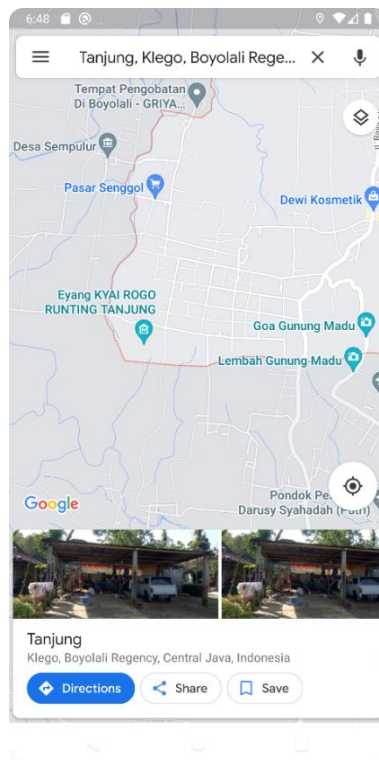 6:48
Tanjung, Klego, Boyolali Rege...
Tempat Pengobatan
Di Boyolali - GRIYA...
Desa Sempulur
Pasar Senggol
Dewi Kosmetik
Eyang KYAI ROGO
RUNTING TANJUNG
Goa Gunung Madu
Lembah Gunung Madu
Google
Pondok Pe
Darusy Syahadah (Putri)
Tanjung
Klego, Boyolali Regency, Central Java, Indonesia
Directions
Share
Save